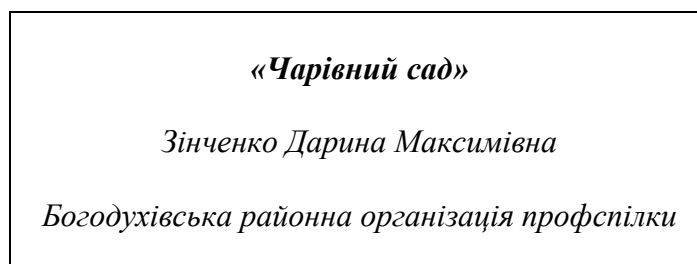 «Чарівний сад»
Зінченко Дарина Максимівна
Богодухівська районна організація профспілки